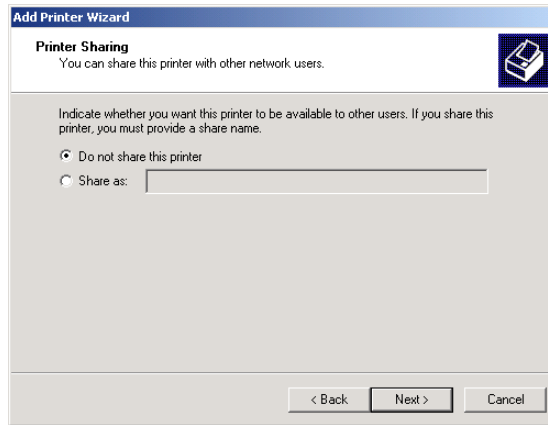 Add Printer Wizard
Printer Sharing
You can share this printer with other network users.
Indicate whether you want this printer to be available to other users. If you share this
printer, you must provide a share name.
Do not share this printer
Share as:
< Back Next > Cancel